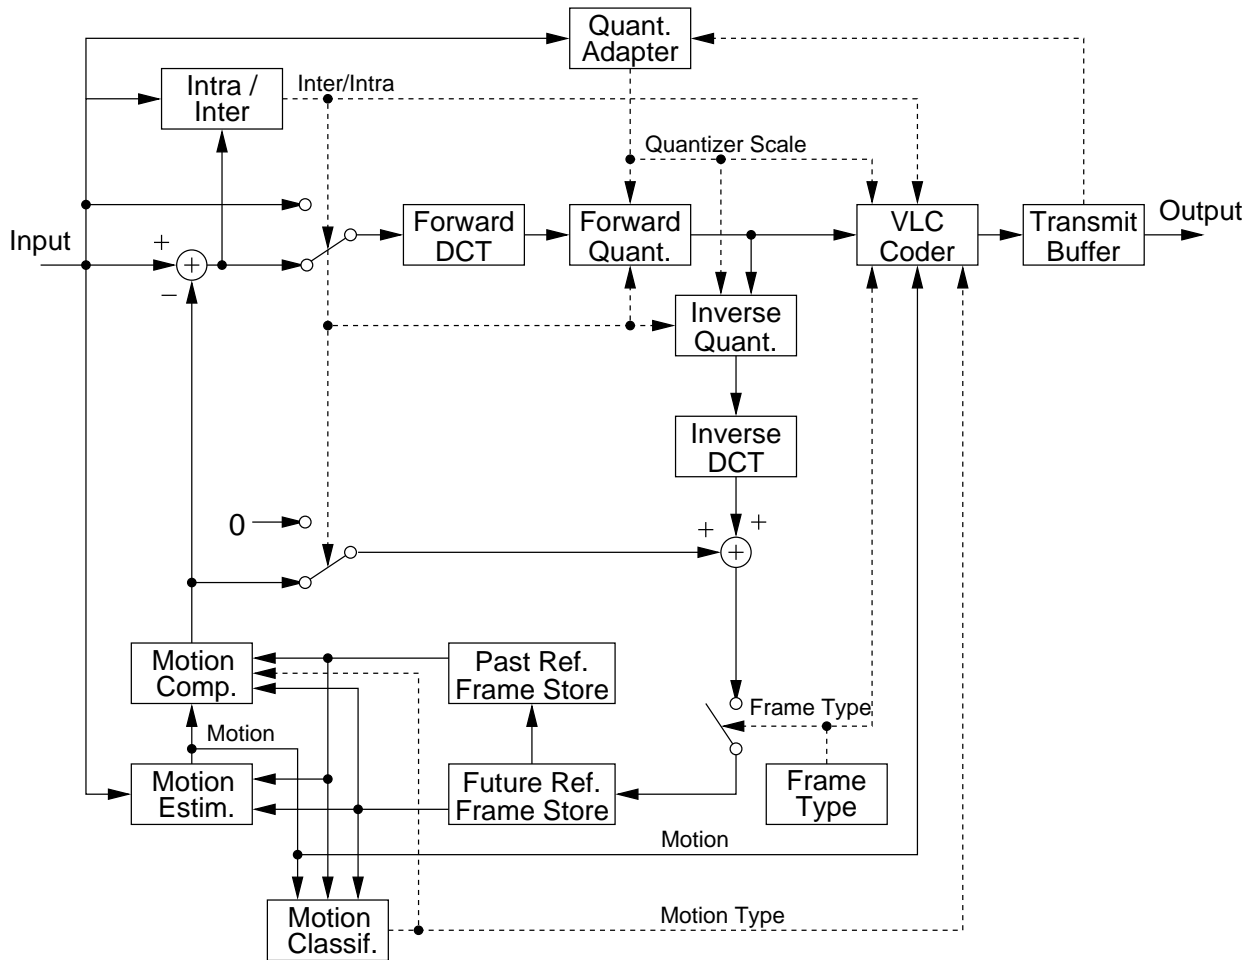 Quant.
Adapter
Intra /
Inter
Inter/Intra
Quantizer Scale
Input
+
+
−
Forward
DCT
Forward
Quant.
VLC
Coder
Transmit
Buffer
Output
Inverse
Quant.
Inverse
DCT
0
+
+
+
Motion
Comp.
Past Ref.
Frame Store
Frame Type
Motion
Motion
Estim.
Future Ref.
Frame Store
Frame
Type
Motion
Motion
Classif.
Motion Type